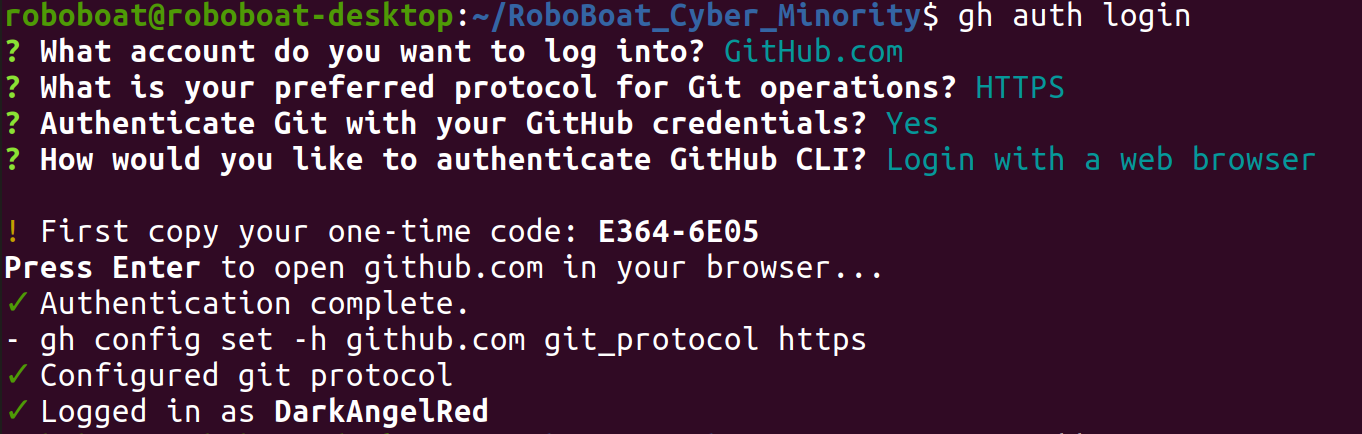 roboboat@roboboat-desktop:~/RoboBoat_Cyber_Minority$ gh auth login
? What account do you want to log into? GitHub.com
? What is your preferred protocol for Git operations? HTTPS
? Authenticate Git with your GitHub credentials? Yes
? How would you like to authenticate GitHub CLI? Login with a web browser
! First copy your one-time code: E364-6E05
Press Enter to open github.com in your browser...
✓ Authentication complete.
- gh config set -h github.com git_protocol https
✓ Configured git protocol
✓ Logged in as DarkAngelRed